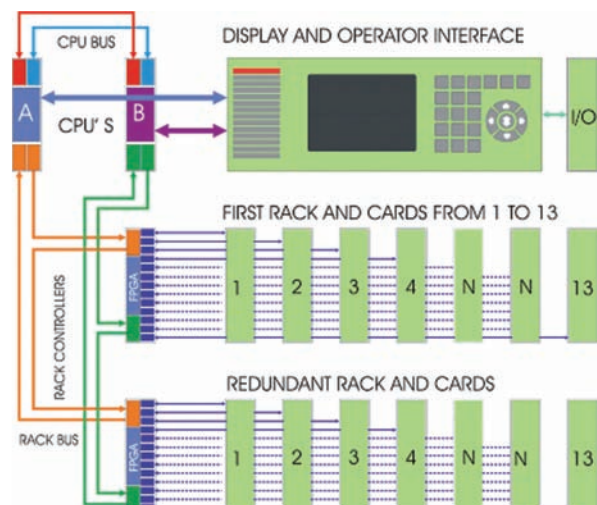 CPU BUS
DISPLAY AND OPERATOR INTERFACE
A
B
CPU' S
I/O
FIRST RACK AND CARDS FROM 1 TO 13
FPGA
1
2
3
4
N
N
13
RACK CONTROLLERS
REDUNDANT RACK AND CARDS
RACK BUS
FPGA
1
2
3
4
N
N
13